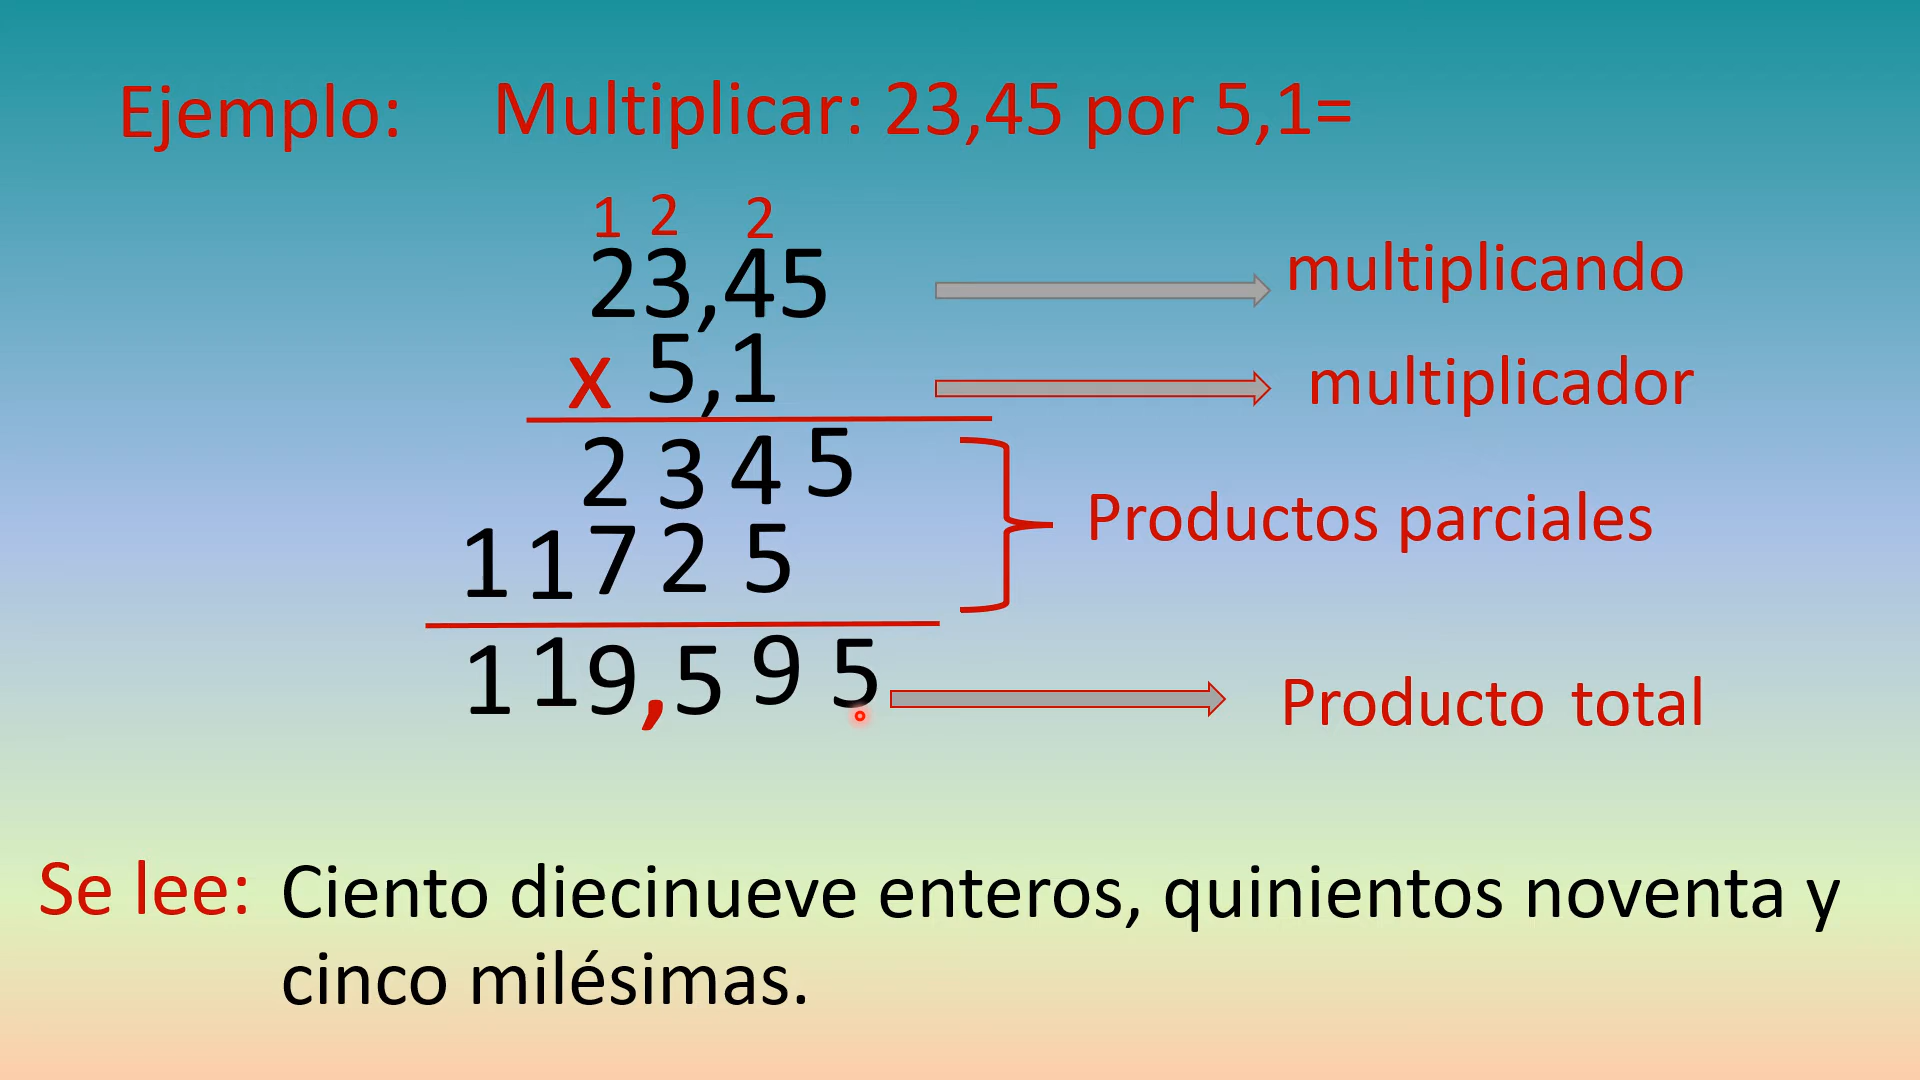 Ejemplo: Multiplicar: 23,45 por 5,1=
1 2 2
23,45 multiplicando
x 5,1 multiplicador
2 3 4 5
Productos parciales
1 1 7 2 5
1 1 9 , 5 9 5 Producto total
Se lee: Ciento diecinueve enteros, quinientos noventa y
cinco milésimas.